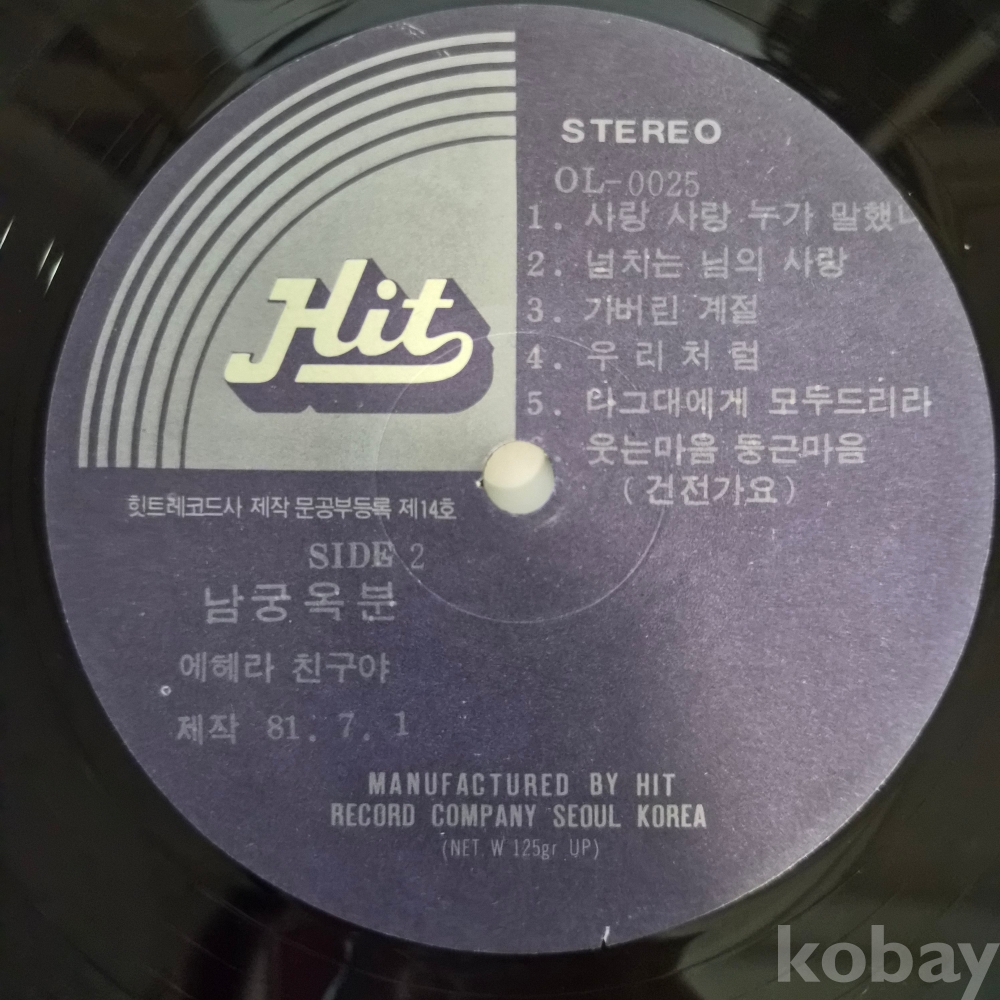 STEREO
OL-0025
1. 사랑 사랑 누가 말했나
2. 넘치는 님의 사랑
3. 가버린 계절
4. 우리처럼
5. 나그대에게 모두드리라
6. 웃는마음 둥근마음
(건전가요)
Hit
힛트레코드사 제작 문공부등록 제14호
SIDE 2
남궁옥분
에헤라 친구야
제작 81. 7. 1
MANUFACTURED BY HIT
RECORD COMPANY SEOUL KOREA
(NET. W 125gr UP)
kobay